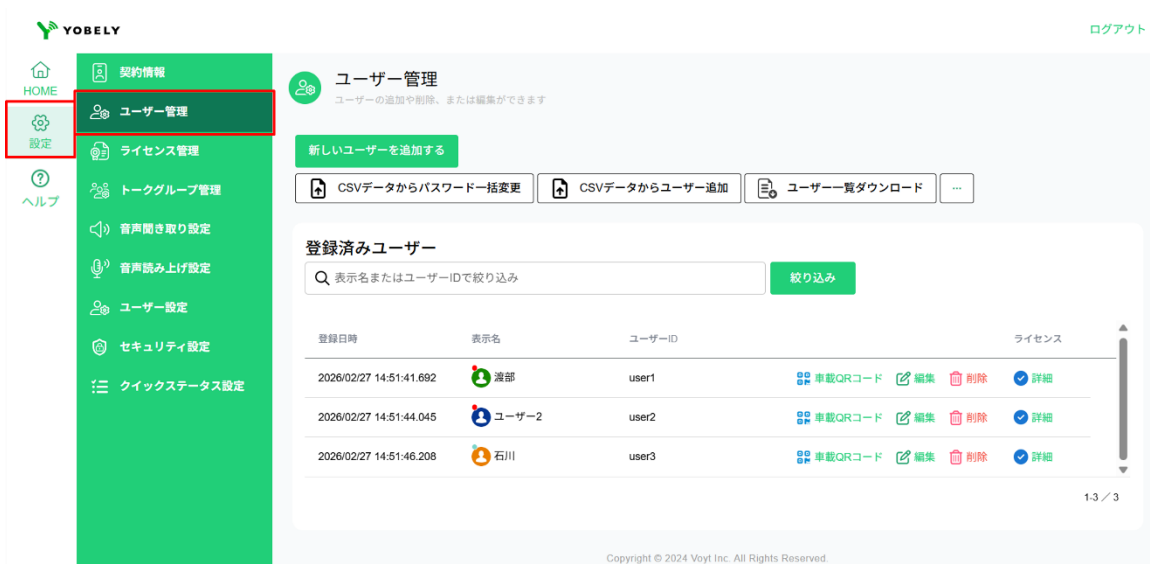 YOBELY
ログアウト
HOME
設定
ヘルプ
契約情報
ユーザー管理
ライセンス管理
トークグループ管理
音声聞き取り設定
音声読み上げ設定
ユーザー設定
セキュリティ設定
クイックステータス設定
ユーザー管理
ユーザーの追加や削除、または編集ができます
新しいユーザーを追加する
CSVデータからパスワード一括変更 CSVデータからユーザー追加 ユーザー一覧ダウンロード ...
登録済みユーザー
表示名またはユーザーIDで絞り込み 絞り込み
登録日時 表示名 ユーザーID ライセンス
2026/02/27 14:51:41.692 渡部 user1 車載QRコード 編集 削除 詳細
2026/02/27 14:51:44.045 ユーザー2 user2 車載QRコード 編集 削除 詳細
2026/02/27 14:51:46.208 石川 user3 車載QRコード 編集 削除 詳細
1-3 / 3
Copyright © 2024 Voyt Inc. All Rights Reserved.